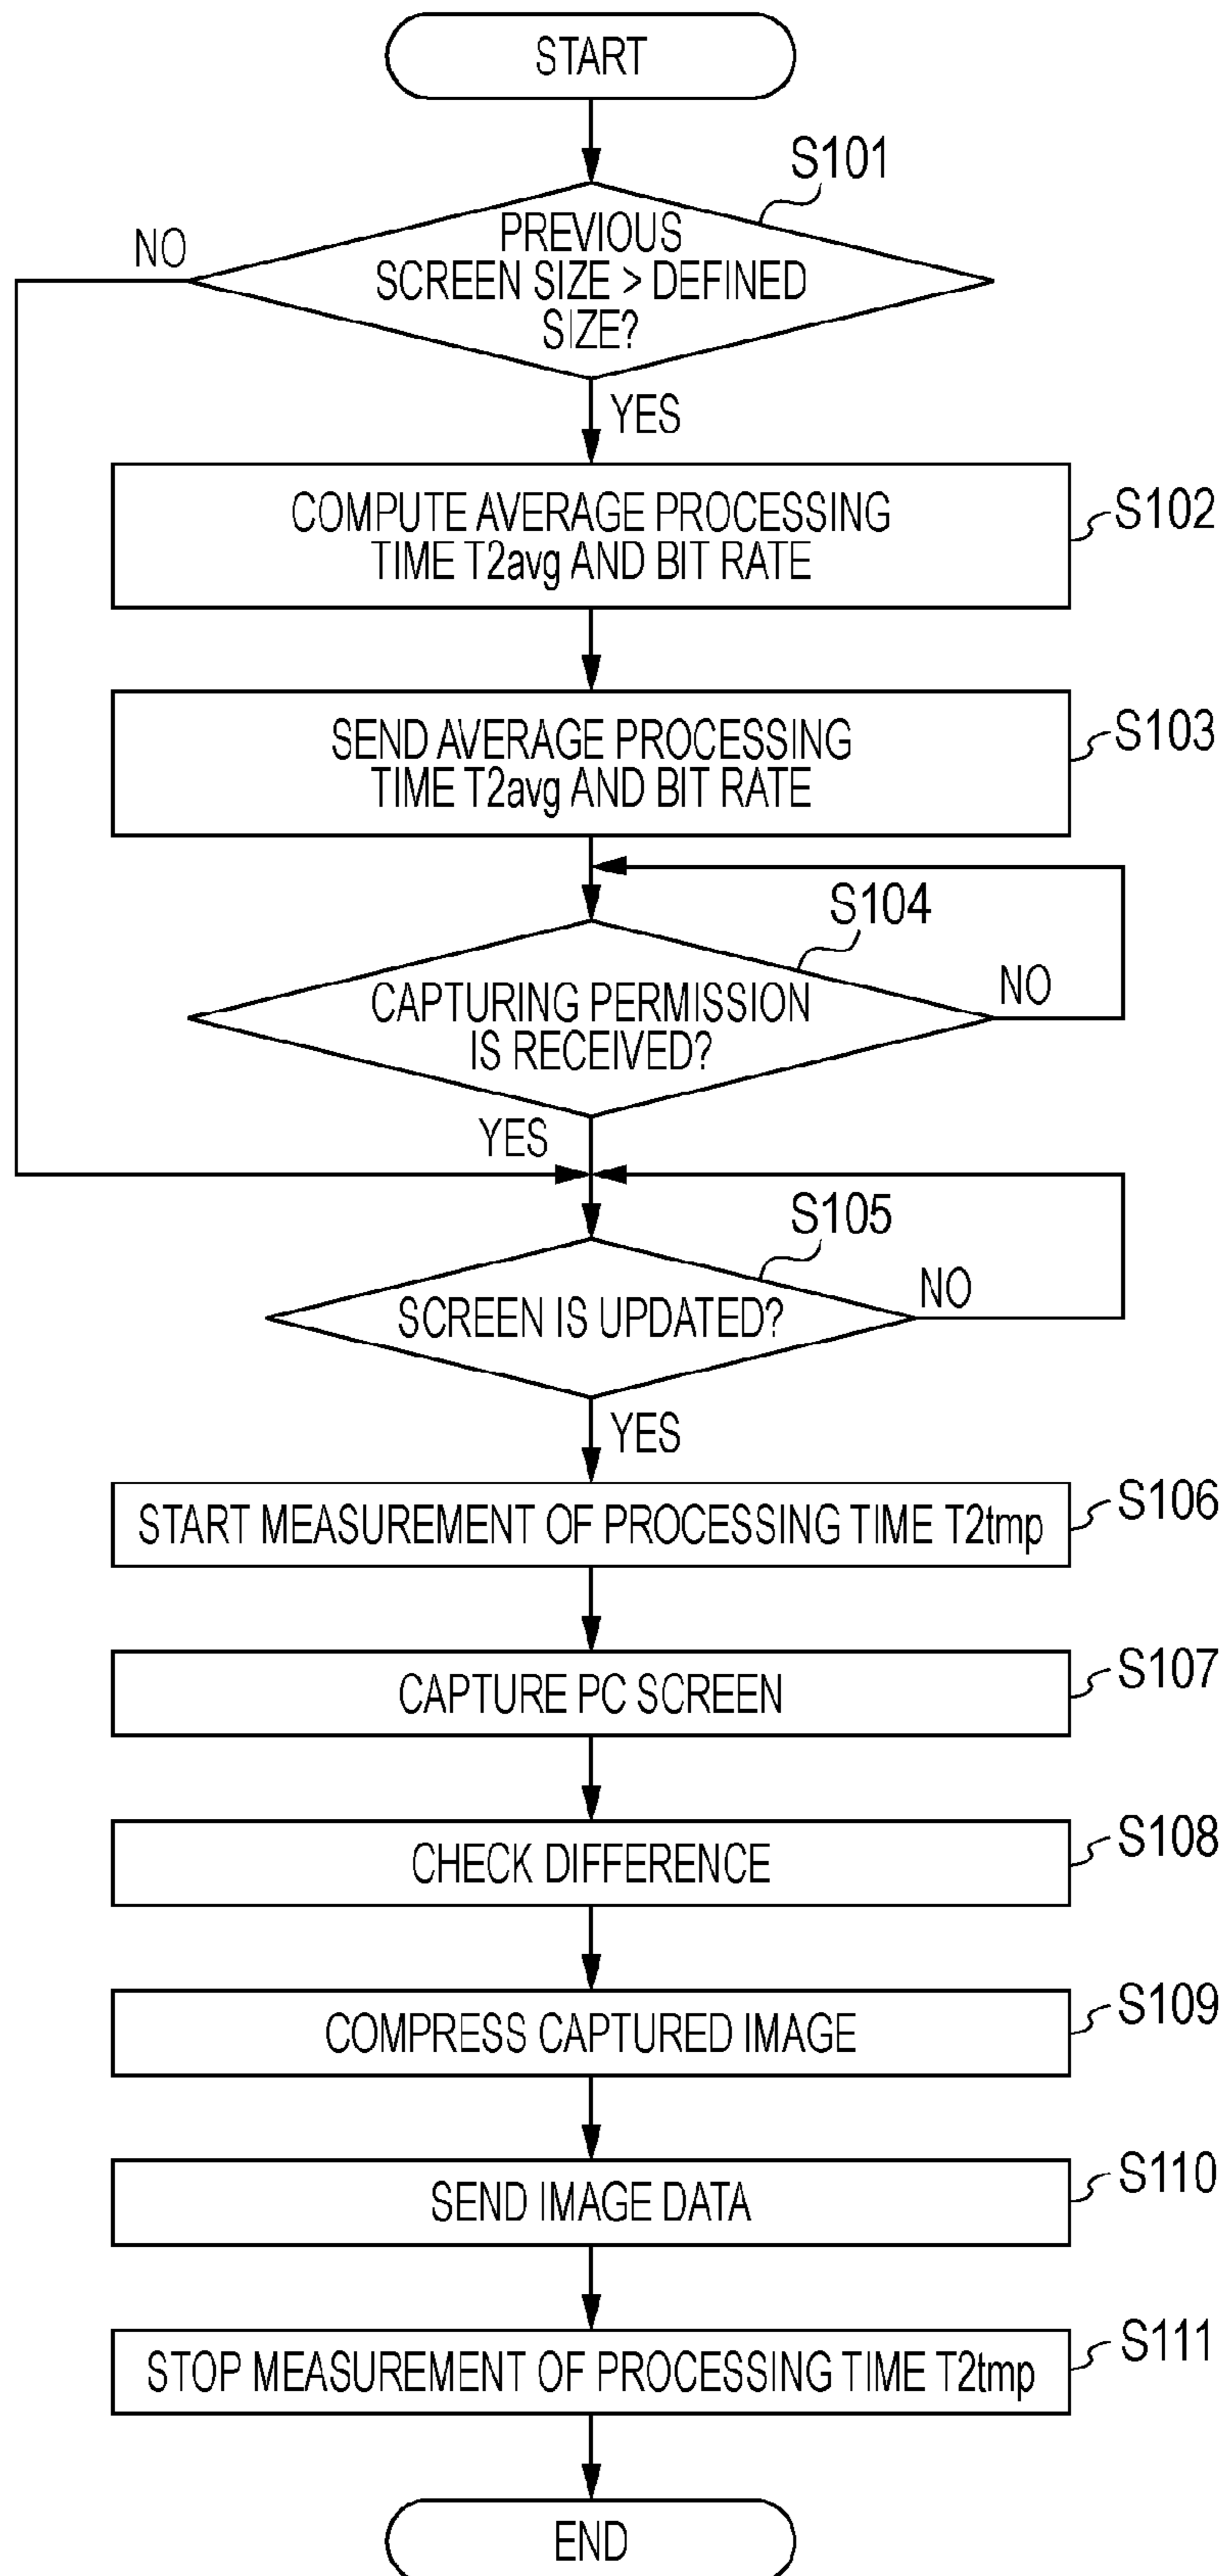 START
S101
NO
PREVIOUS
SCREEN SIZE > DEFINED
SIZE?
YES
COMPUTE AVERAGE PROCESSING
TIME T2avg AND BIT RATE
S102
SEND AVERAGE PROCESSING
TIME T2avg AND BIT RATE
S103
S104
CAPTURING PERMISSION
IS RECEIVED?
NO
YES
S105
SCREEN IS UPDATED?
NO
YES
START MEASUREMENT OF PROCESSING TIME T2tmp
S106
CAPTURE PC SCREEN
S107
CHECK DIFFERENCE
S108
COMPRESS CAPTURED IMAGE
S109
SEND IMAGE DATA
S110
STOP MEASUREMENT OF PROCESSING TIME T2tmp
S111
END